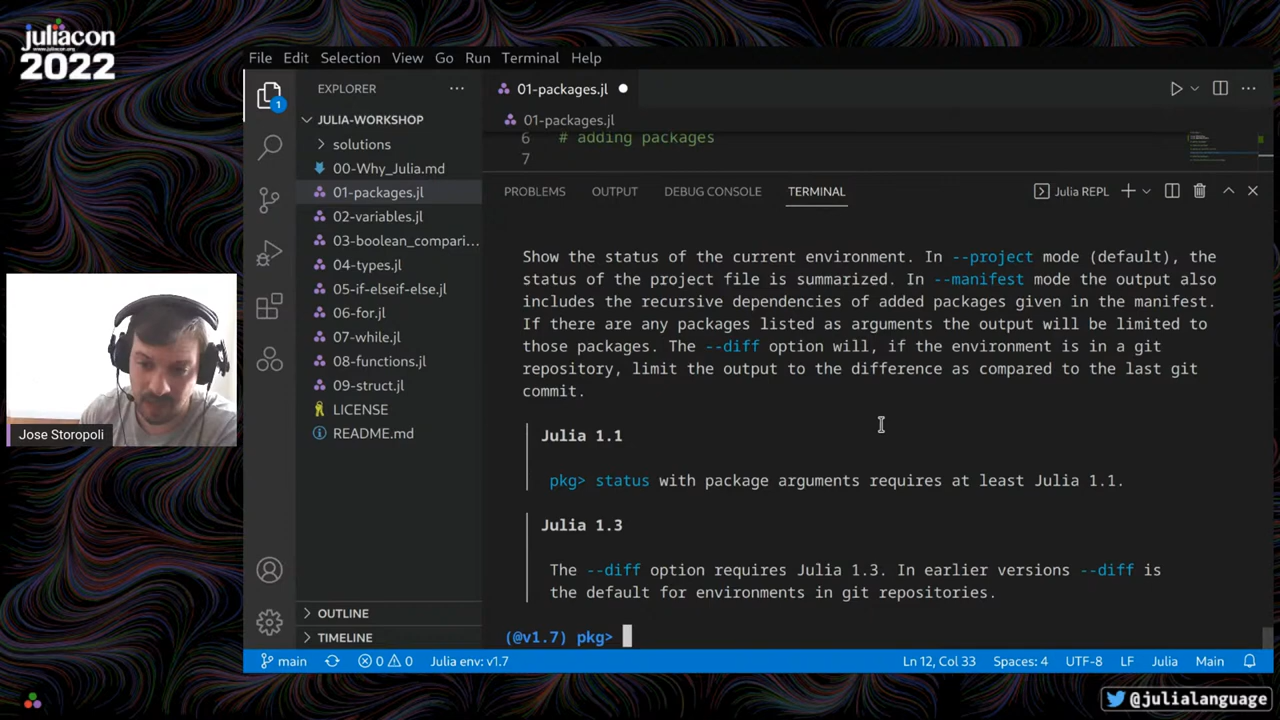 juliacon
www.juliacon.org
2022
File Edit Selection View Go Run Terminal Help
EXPLORER
JULIA-WORKSHOP
solutions
00-Why_Julia.md
01-packages.jl
02-variables.jl
03-boolean_compari...
04-types.jl
05-if-elseif-else.jl
06-for.jl
07-while.jl
08-functions.jl
09-struct.jl
LICENSE
README.md
OUTLINE
TIMELINE
1
01-packages.jl
01-packages.jl
6 # adding packages
7
PROBLEMS OUTPUT DEBUG CONSOLE TERMINAL Julia REPL
Show the status of the current environment. In --project mode (default), the
status of the project file is summarized. In --manifest mode the output also
includes the recursive dependencies of added packages given in the manifest.
If there are any packages listed as arguments the output will be limited to
those packages. The --diff option will, if the environment is in a git
repository, limit the output to the difference as compared to the last git
commit.
Julia 1.1
pkg> status with package arguments requires at least Julia 1.1.
Julia 1.3
The --diff option requires Julia 1.3. In earlier versions --diff is
the default for environments in git repositories.
(@v1.7) pkg>
main 0 0 Julia env: v1.7 Ln 12, Col 33 Spaces: 4 UTF-8 LF Julia Main
Jose Storopoli
@julialanguage